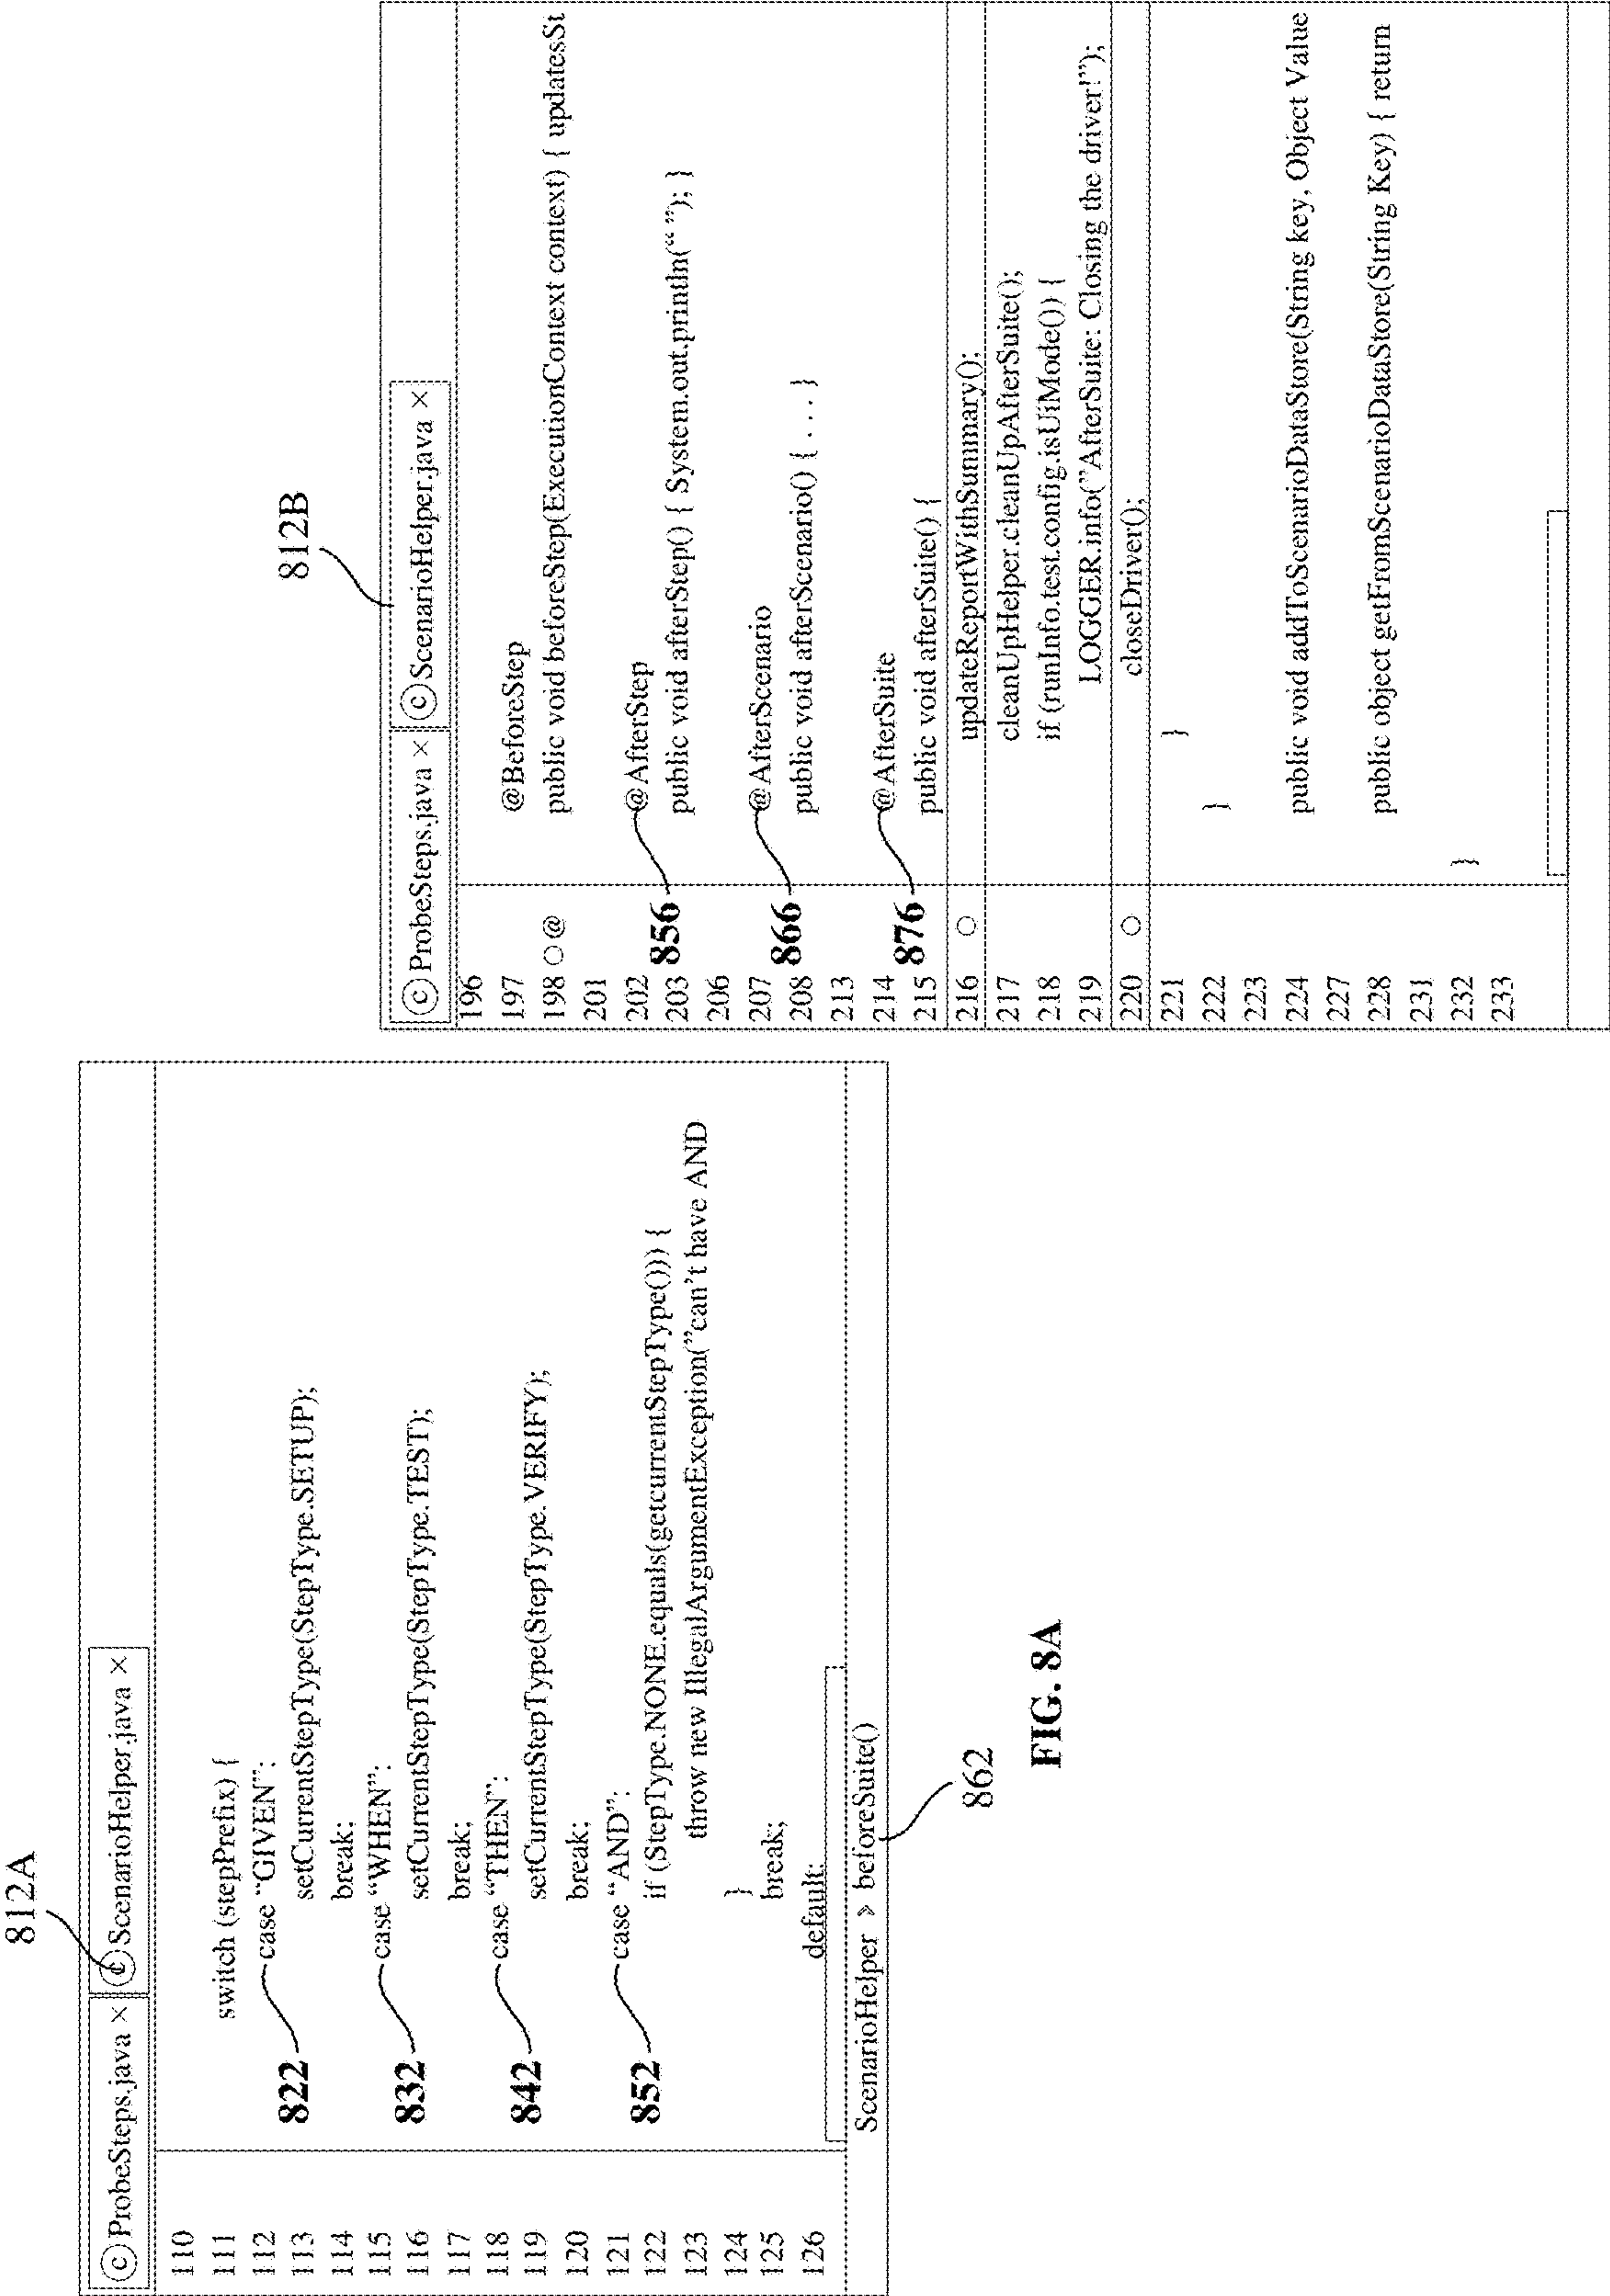 812A
© ProbeSteps.java × © ScenarioHelper.java ×
110
111 switch (stepPrefix) {
112 case “GIVEN”:
822
113 setCurrentStepType(StepType.SETUP);
114 break;
115 case “WHEN”:
832
116 setCurrentStepType(StepType.TEST);
117 break;
118 case “THEN”:
842
119 setCurrentStepType(StepType.VERIFY);
120 break;
121 case “AND”:
852
122 if (StepType.NONE.equals(getcurrentStepType())) {
123 throw new IllegalArgumentException(”can’t have AND
124 }
125 break;
126 default:
ScenarioHelper » beforeSuite()
862
FIG. 8A
812B
© ProbeSteps.java × © ScenarioHelper.java ×
196
197 @BeforeStep
198 ○ @ public void beforeStep(ExecutionContext context) { updatesSt
201
202 @AfterStep
856
203 public void afterStep() { System.out.println(“ ”); }
206
207 @AfterScenario
866
208 public void afterScenario() { . . . }
213
214 @AfterSuite
876
215 public void afterSuite() {
216 ○ updateReportWithSummary();
217 cleanUpHelper.cleanUpAfterSuite();
218 if (runInfo.test.config.isUiMode()) {
219 LOGGER.info(”AfterSuite: Closing the driver!”);
220 ○ closeDriver();
221 }
222 }
223
224 public void addToScenarioDataStore(String key, Object Value
227
228 public object getFromScenarioDataStore(String Key) { return
231
232 }
233